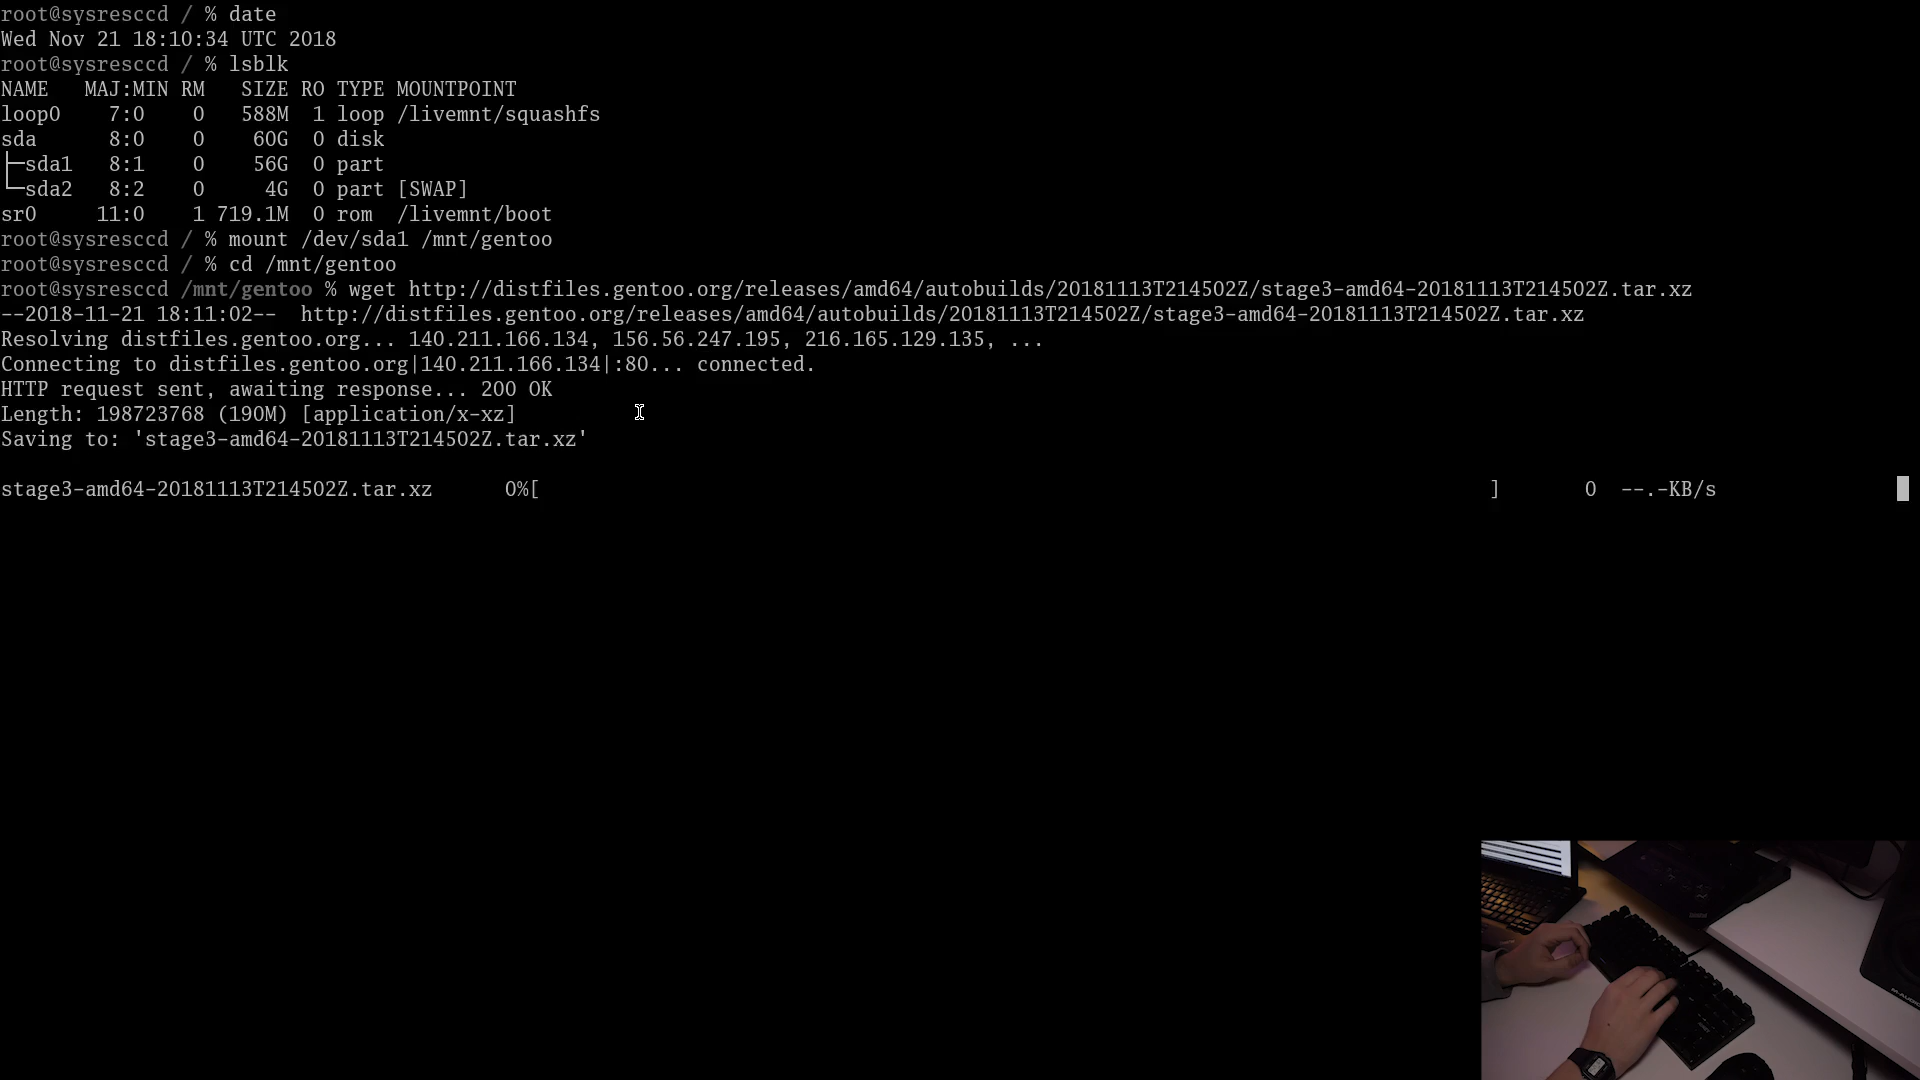 root@sysresccd / % date
Wed Nov 21 18:10:34 UTC 2018
root@sysresccd / % lsblk
NAME   MAJ:MIN RM   SIZE RO TYPE MOUNTPOINT
loop0    7:0    0   588M  1 loop /livemnt/squashfs
sda      8:0    0    60G  0 disk
├─sda1   8:1    0    56G  0 part
└─sda2   8:2    0     4G  0 part [SWAP]
sr0     11:0    1 719.1M  0 rom  /livemnt/boot
root@sysresccd / % mount /dev/sda1 /mnt/gentoo
root@sysresccd / % cd /mnt/gentoo
root@sysresccd /mnt/gentoo % wget http://distfiles.gentoo.org/releases/amd64/autobuilds/20181113T214502Z/stage3-amd64-20181113T214502Z.tar.xz
--2018-11-21 18:11:02--  http://distfiles.gentoo.org/releases/amd64/autobuilds/20181113T214502Z/stage3-amd64-20181113T214502Z.tar.xz
Resolving distfiles.gentoo.org... 140.211.166.134, 156.56.247.195, 216.165.129.135, ...
Connecting to distfiles.gentoo.org|140.211.166.134|:80... connected.
HTTP request sent, awaiting response... 200 OK
Length: 198723768 (190M) [application/x-xz]
Saving to: 'stage3-amd64-20181113T214502Z.tar.xz'
stage3-amd64-20181113T214502Z.tar.xz      0%[                    ]       0  --.-KB/s